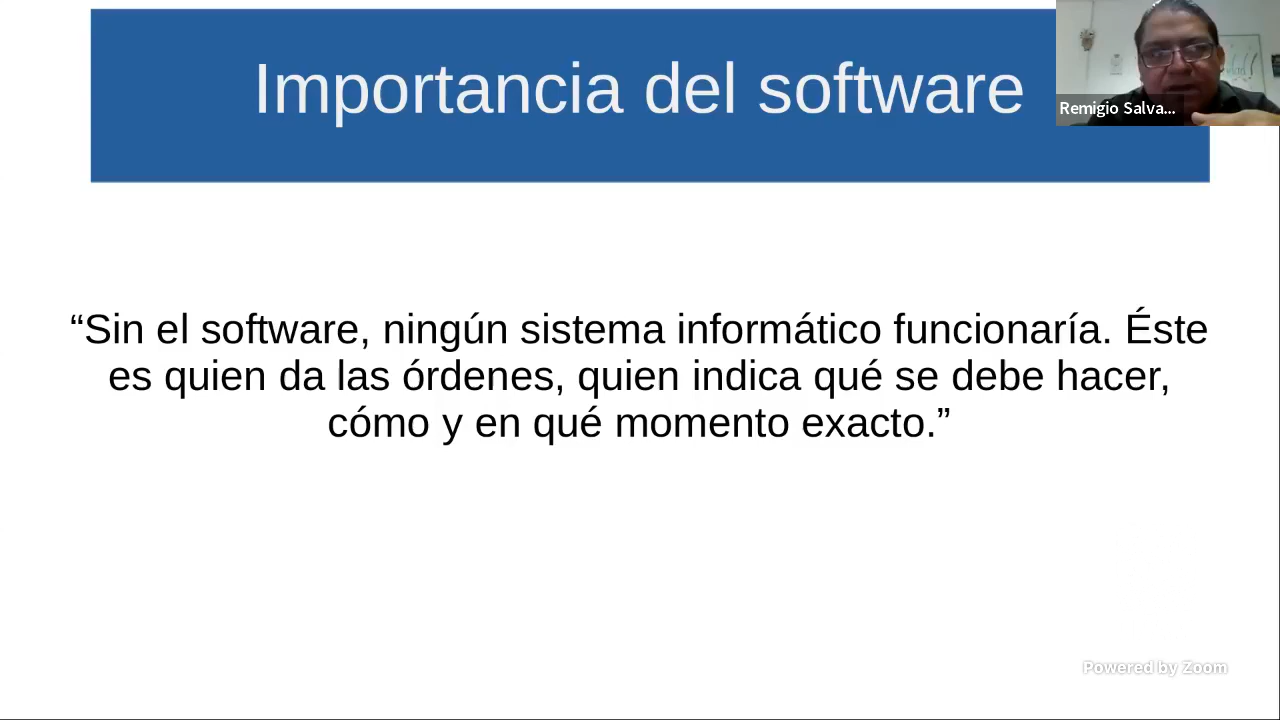 Importancia del software
Remigio Salva...
“Sin el software, ningún sistema informático funcionaría. Éste
es quien da las órdenes, quien indica qué se debe hacer,
cómo y en qué momento exacto.”
Powered by Zoom